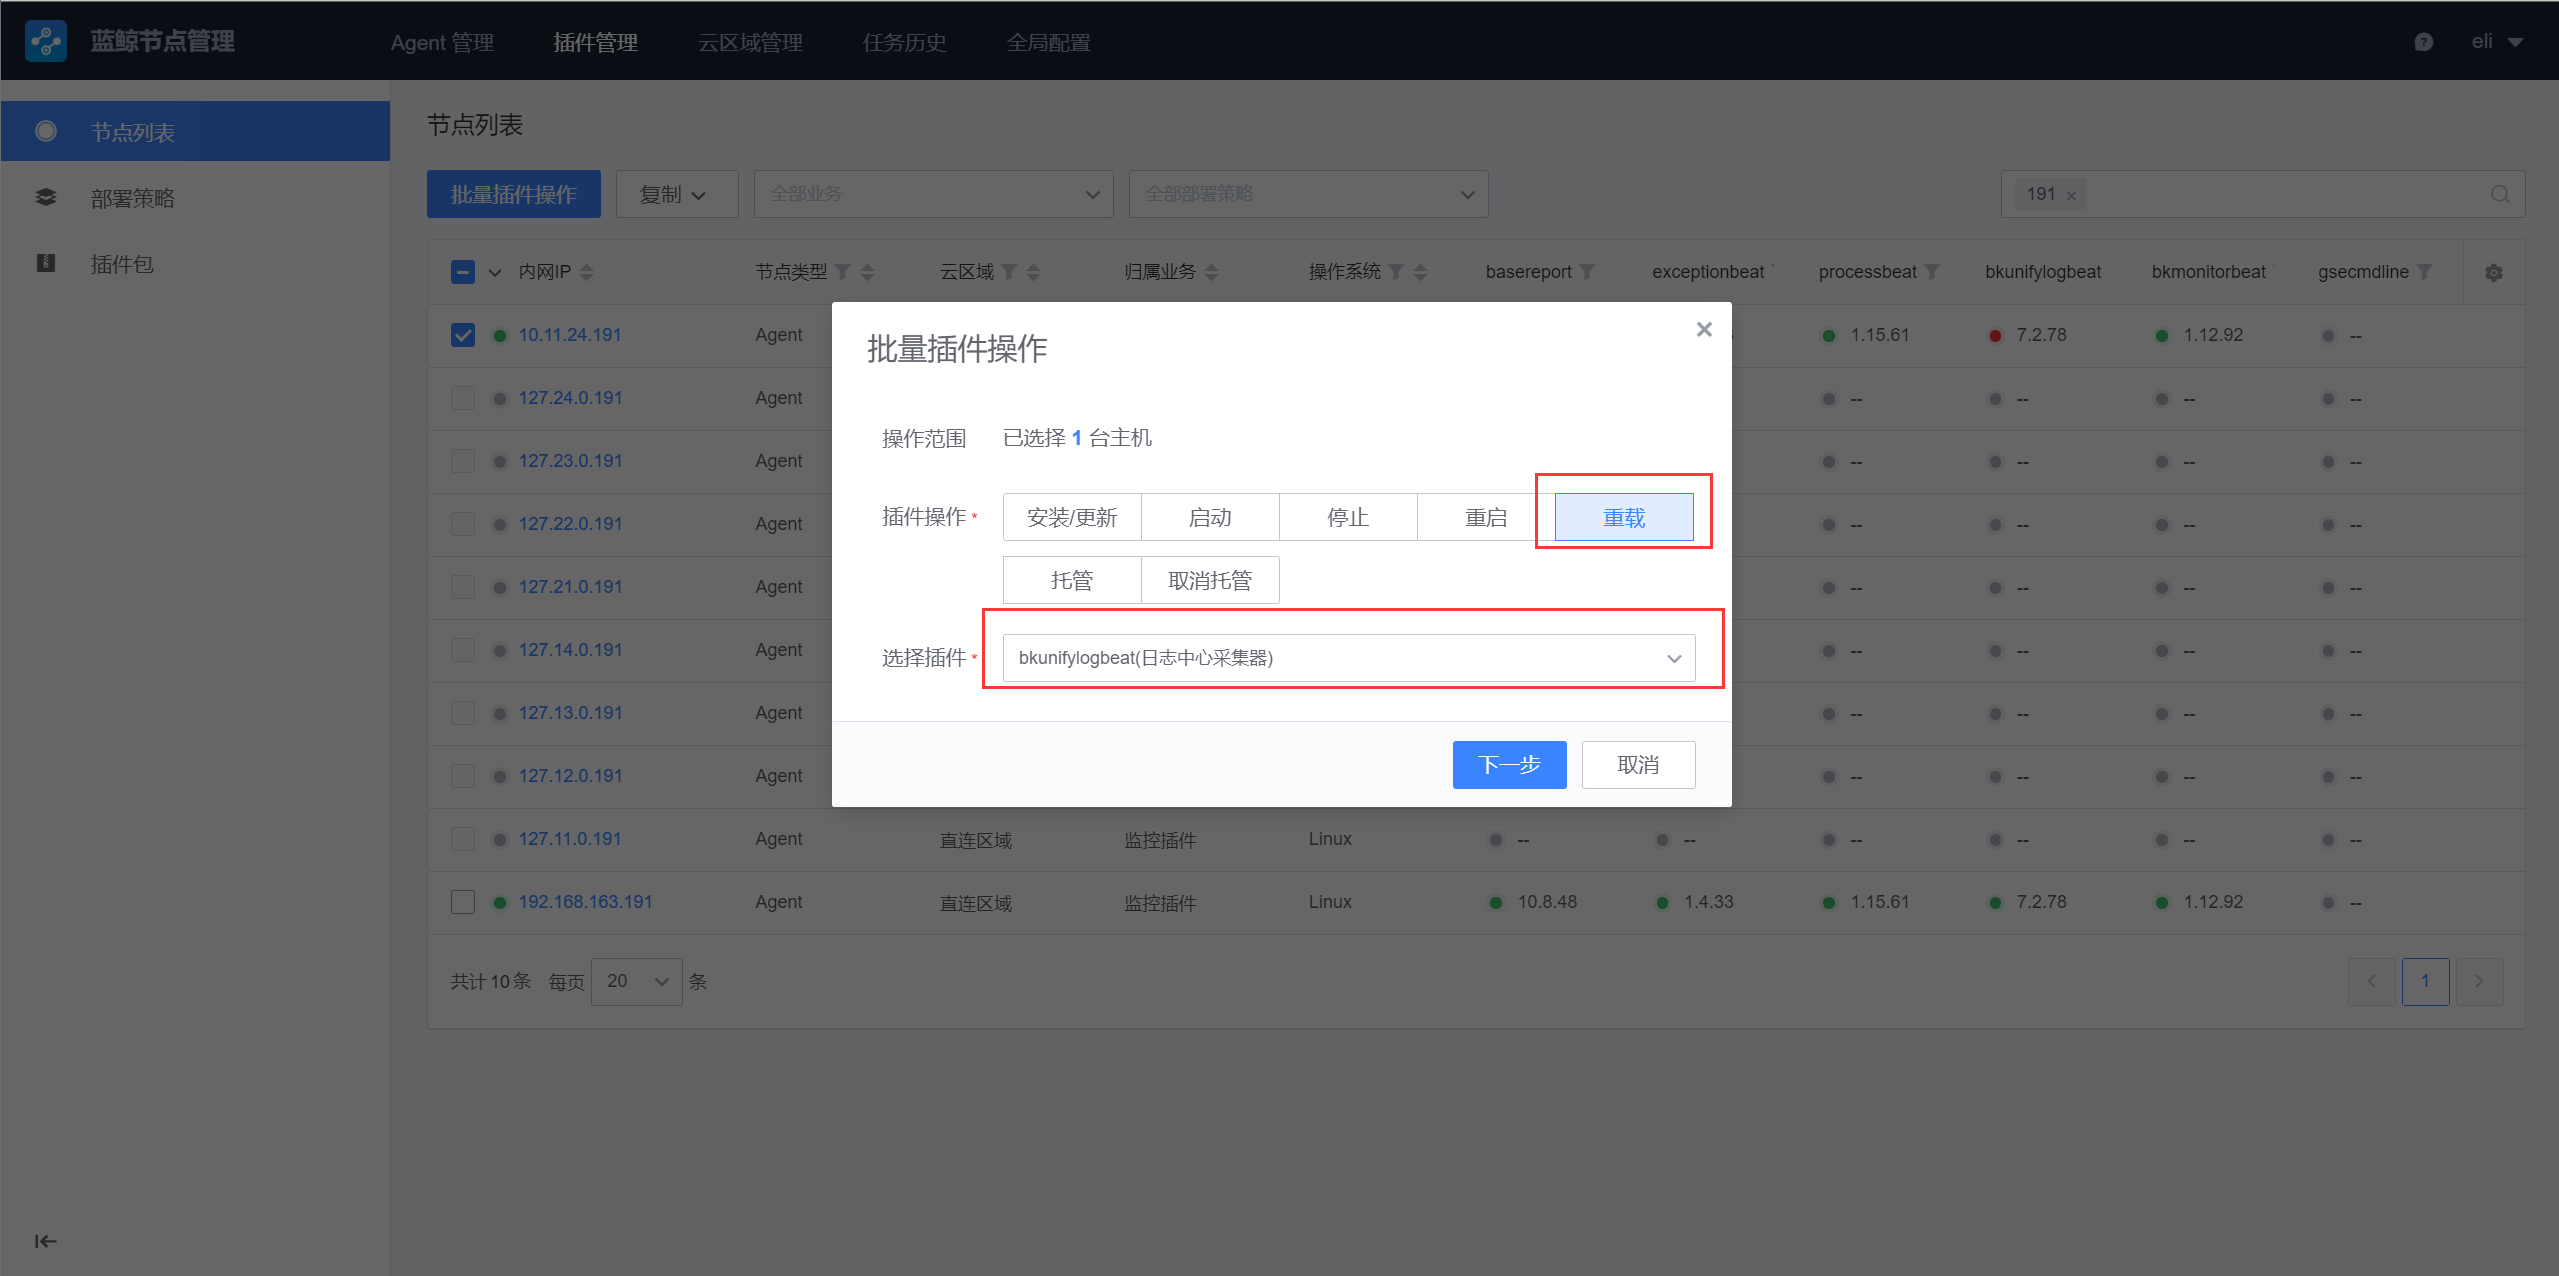 蓝鲸节点管理 Agent 管理 插件管理 云区域管理 任务历史 全局配置 eli
节点列表
部署策略
插件包
节点列表
批量插件操作 复制 全部业务 全部部署策略 191
内网IP 节点类型 云区域 归属业务 操作系统 basereport exceptionbeat processbeat bkunifylogbeat bkmonitorbeat gsecmdline
10.11.24.191 Agent 1.15.61 7.2.78 1.12.92 --
127.24.0.191 Agent -- -- -- --
127.23.0.191 Agent -- -- -- --
127.22.0.191 Agent -- -- -- --
127.21.0.191 Agent -- -- -- --
127.14.0.191 Agent -- -- -- --
127.13.0.191 Agent -- -- -- --
127.12.0.191 Agent -- -- -- --
127.11.0.191 Agent 直连区域 监控插件 Linux -- -- -- -- -- --
192.168.163.191 Agent 直连区域 监控插件 Linux 10.8.48 1.4.33 1.15.61 7.2.78 1.12.92 --
共计10条 每页 20 条 1
批量插件操作
操作范围 已选择 1 台主机
插件操作 * 安装/更新 启动 停止 重启 重载
托管 取消托管
选择插件 * bkunifylogbeat(日志中心采集器)
下一步 取消